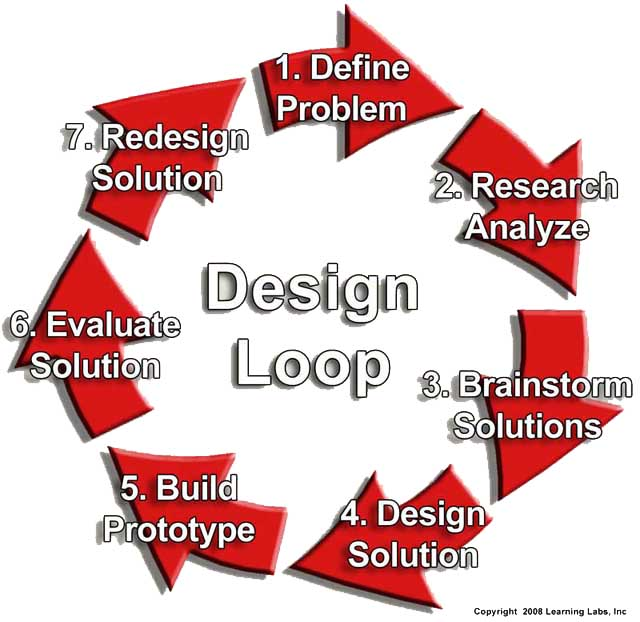 1. Define
Problem
2. Research
Analyze
3. Brainstorm
Solutions
4. Design
Solution
5. Build
Prototype
6. Evaluate
Solution
7. Redesign
Solution
Design
Loop
Copyright 2008 Learning Labs, Inc